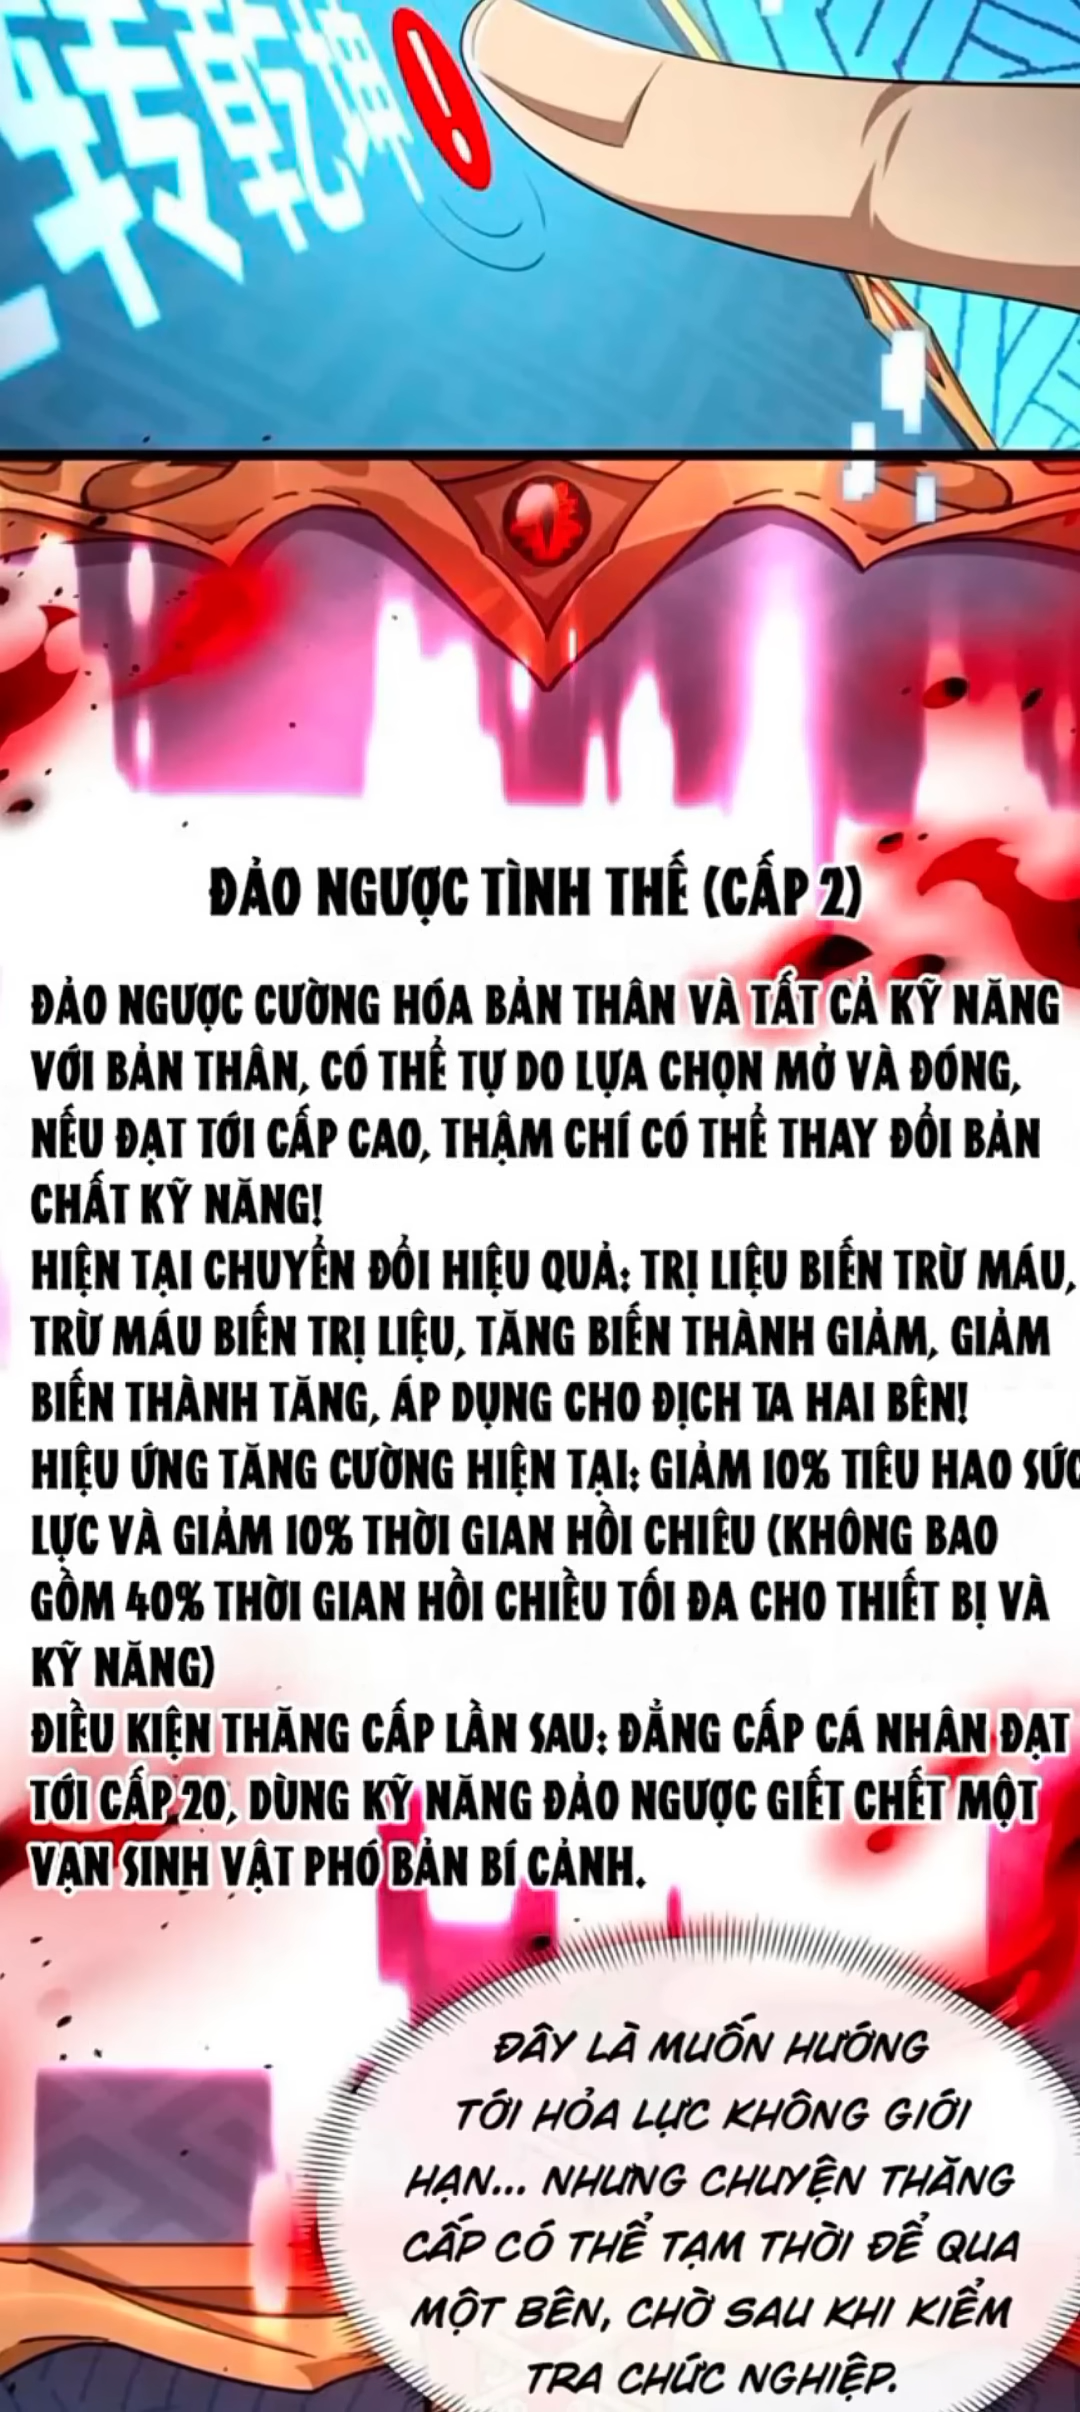 转乾坤!
ĐẢO NGƯỢC TÌNH THẾ (CẤP 2)
ĐẢO NGƯỢC CƯỜNG HÓA BẢN THÂN VÀ TẤT CẢ KỸ NĂNG
VỚI BẢN THÂN, CÓ THỂ TỰ DO LỰA CHỌN MỞ VÀ ĐÓNG,
NẾU ĐẠT TỚI CẤP CAO, THẬM CHÍ CÓ THỂ THAY ĐỔI BẢN
CHẤT KỸ NĂNG!
HIỆN TẠI CHUYỂN ĐỔI HIỆU QUẢ: TRỊ LIỆU BIẾN TRỪ MÁU,
TRỪ MÁU BIẾN TRỊ LIỆU, TĂNG BIẾN THÀNH GIẢM, GIẢM
BIẾN THÀNH TĂNG, ÁP DỤNG CHO ĐỊCH TA HAI BÊN!
HIỆU ỨNG TĂNG CƯỜNG HIỆN TẠI: GIẢM 10% TIÊU HAO SỨC
LỰC VÀ GIẢM 10% THỜI GIAN HỒI CHIÊU (KHÔNG BAO
GỒM 40% THỜI GIAN HỒI CHIỀU TỐI ĐA CHO THIẾT BỊ VÀ
KỸ NĂNG)
ĐIỀU KIỆN THĂNG CẤP LẦN SAU: ĐẲNG CẤP CÁ NHÂN ĐẠT
TỚI CẤP 20, DÙNG KỸ NĂNG ĐẢO NGƯỢC GIẾT CHẾT MỘT
VẠN SINH VẬT PHÓ BẢN BÍ CẢNH.
ĐÂY LÀ MUỐN HƯỚNG
TỚI HỎA LỰC KHÔNG GIỚI
HẠN... NHƯNG CHUYỆN THĂNG
CẤP CÓ THỂ TẠM THỜI ĐỂ QUA
MỘT BÊN, CHỜ SAU KHI KIỂM
TRA CHỨC NGHIỆP.